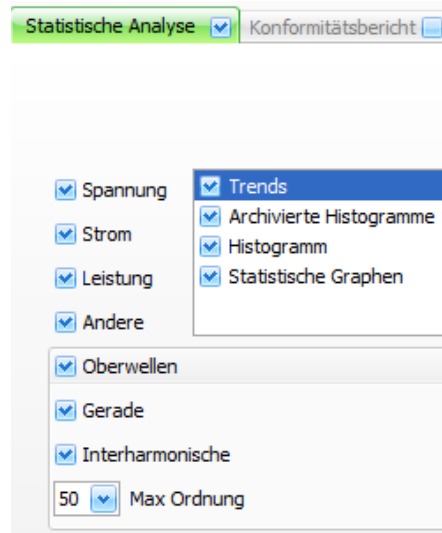 Statistische Analyse Konformitätsbericht
Spannung
Strom
Leistung
Andere
Trends
Archivierte Histogramme
Histogramm
Statistische Graphen
Oberwellen
Gerade
Interharmonische
50 Max Ordnung